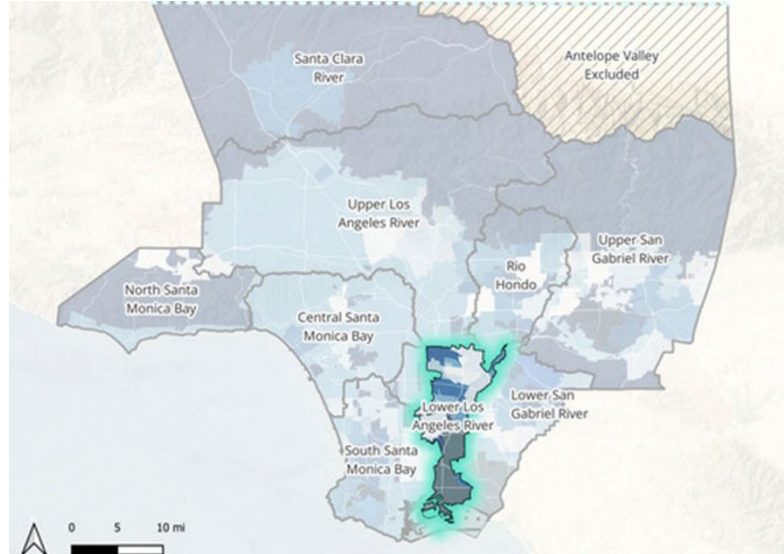 Santa Clara
River
Antelope Valley
Excluded
Upper Los
Angeles River
Upper San
Gabriel River
Rio
Hondo
North Santa
Monica Bay
Central Santa
Monica Bay
Lower Los
Angeles River
Lower San
Gabriel River
South Santa
Monica Bay
0 5 10 mi